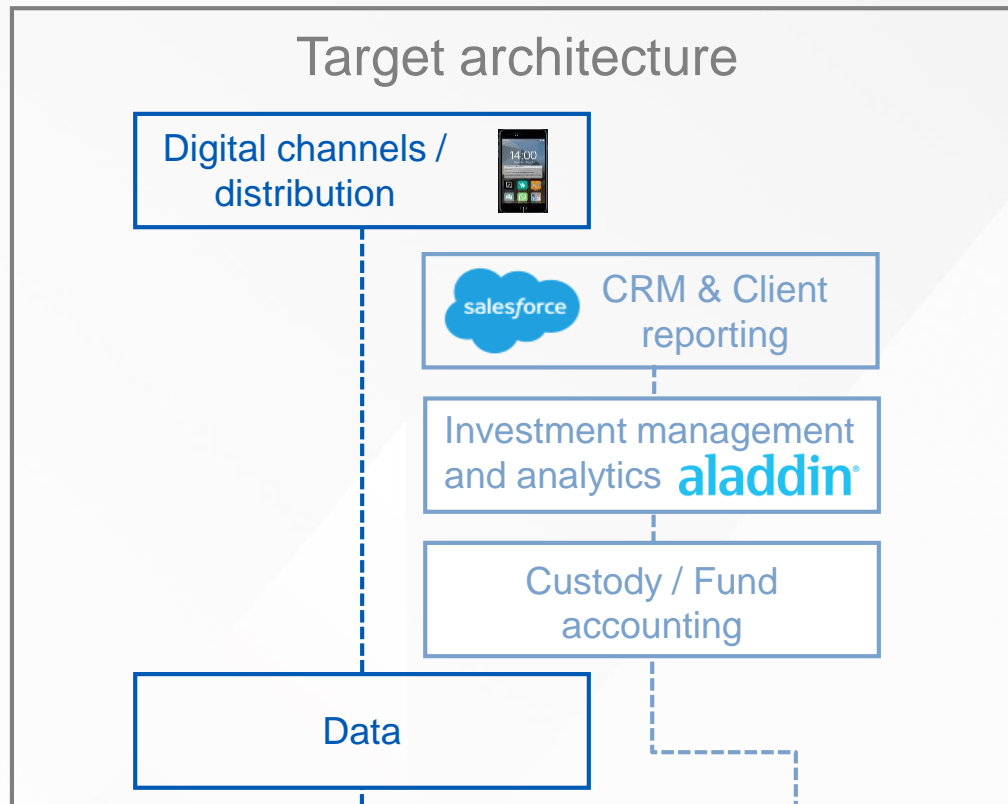 Target architecture
Digital channels /
distribution
14:00
salesforce
CRM & Client
reporting
Investment management
and analytics aladdin®
Custody / Fund
accounting
Data